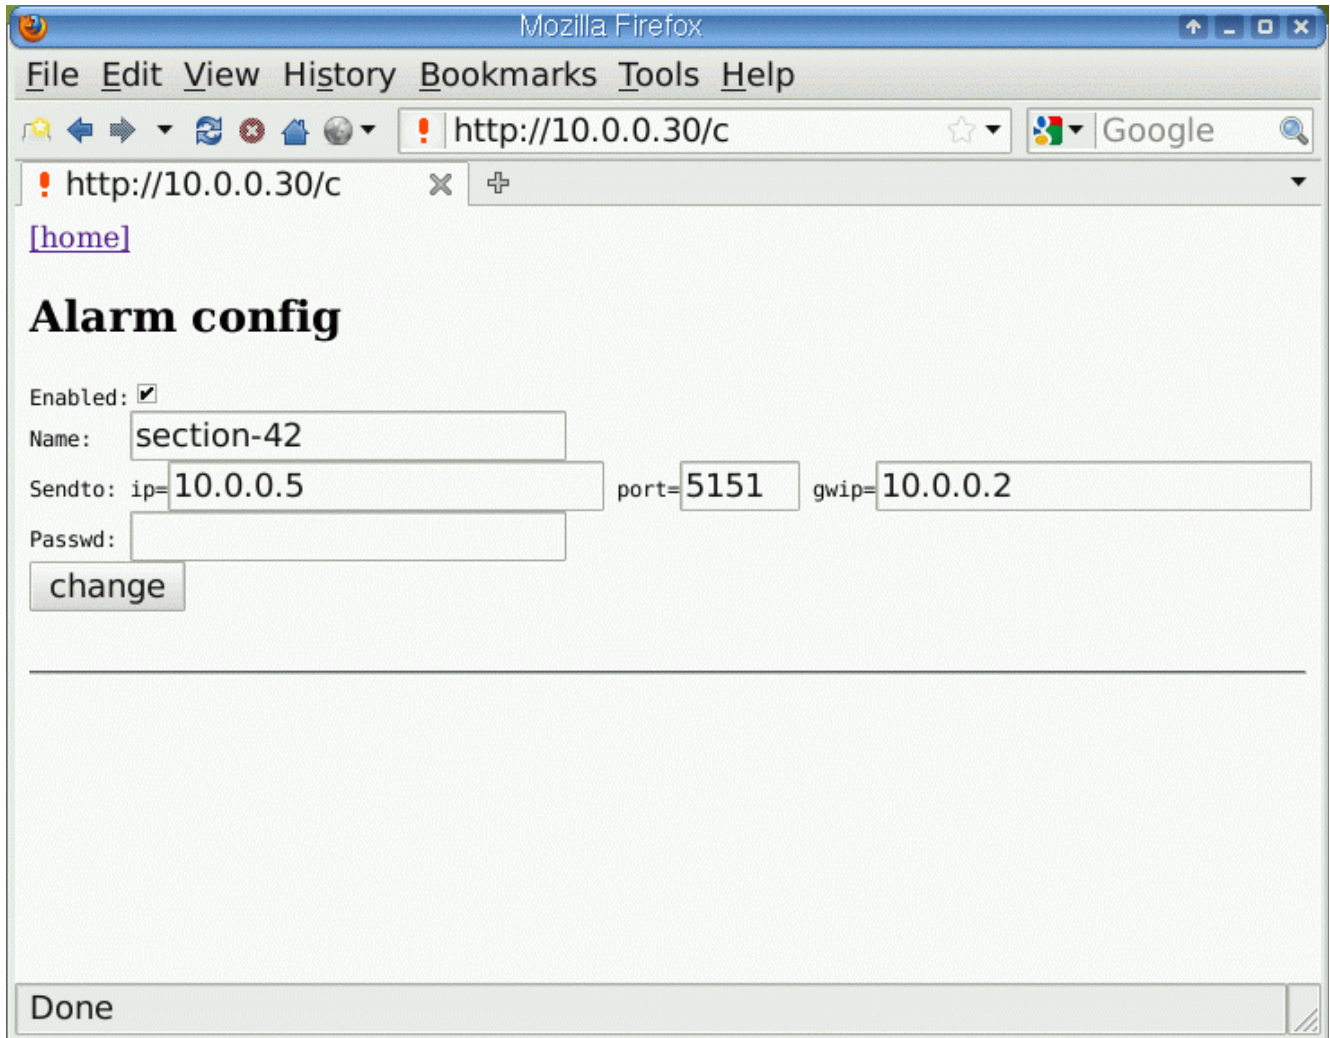 Mozilla Firefox
File Edit View History Bookmarks Tools Help
http://10.0.0.30/c Google
http://10.0.0.30/c
[home]
Alarm config
Enabled:
Name: section-42
Sendto: ip=10.0.0.5 port=5151 gwip=10.0.0.2
Passwd:
change
Done